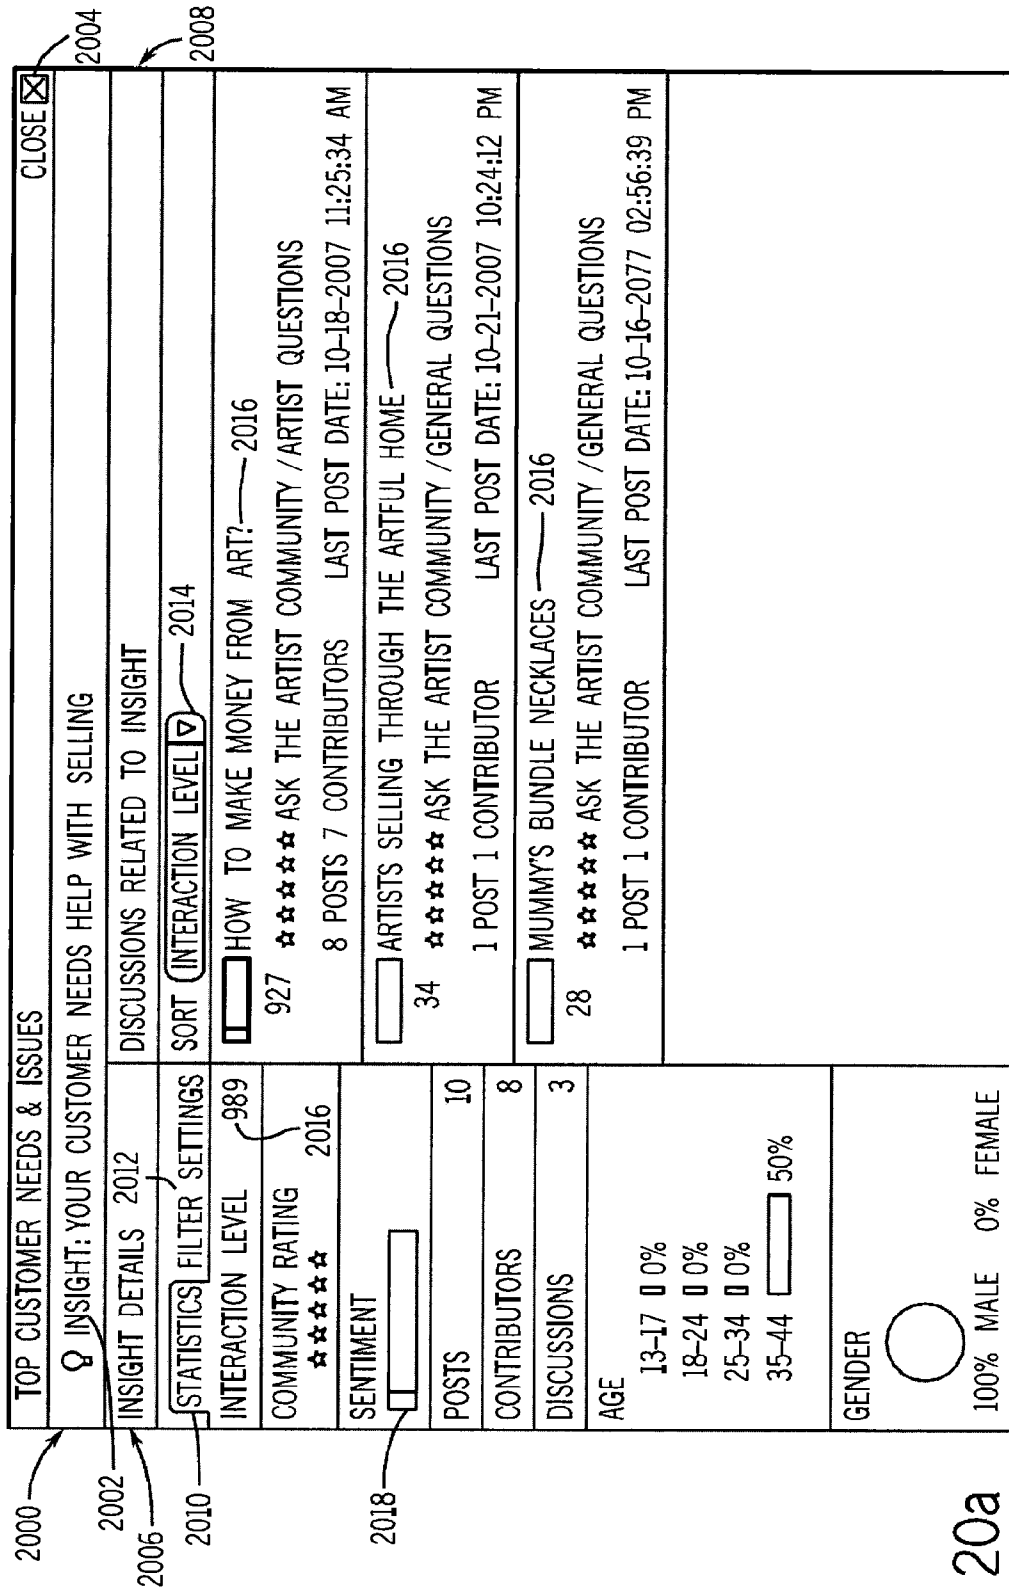 2000
TOP CUSTOMER NEEDS & ISSUES
CLOSE
2004
2002
INSIGHT: YOUR CUSTOMER NEEDS HELP WITH SELLING
2006
INSIGHT DETAILS
2012
DISCUSSIONS RELATED TO INSIGHT
2008
2010
STATISTICS
FILTER SETTINGS
SORT
INTERACTION LEVEL
2014
INTERACTION LEVEL
989
2016
COMMUNITY RATING
☆☆☆☆☆
SENTIMENT
2018
POSTS 10
CONTRIBUTORS 8
DISCUSSIONS 3
AGE
13-17 0%
18-24 0%
25-34 0%
35-44 50%
GENDER
100% MALE 0% FEMALE
HOW TO MAKE MONEY FROM ART? 2016
927 ☆☆☆☆☆ ASK THE ARTIST COMMUNITY/ARTIST QUESTIONS
8 POSTS 7 CONTRIBUTORS LAST POST DATE: 10-18-2007 11:25:34 AM
ARTISTS SELLING THROUGH THE ARTFUL HOME 2016
34 ☆☆☆☆☆ ASK THE ARTIST COMMUNITY/GENERAL QUESTIONS
1 POST 1 CONTRIBUTOR LAST POST DATE: 10-21-2007 10:24:12 PM
MUMMY'S BUNDLE NECKLACES 2016
28 ☆☆☆☆☆ ASK THE ARTIST COMMUNITY/GENERAL QUESTIONS
1 POST 1 CONTRIBUTOR LAST POST DATE: 10-16-2077 02:56:39 PM
20a